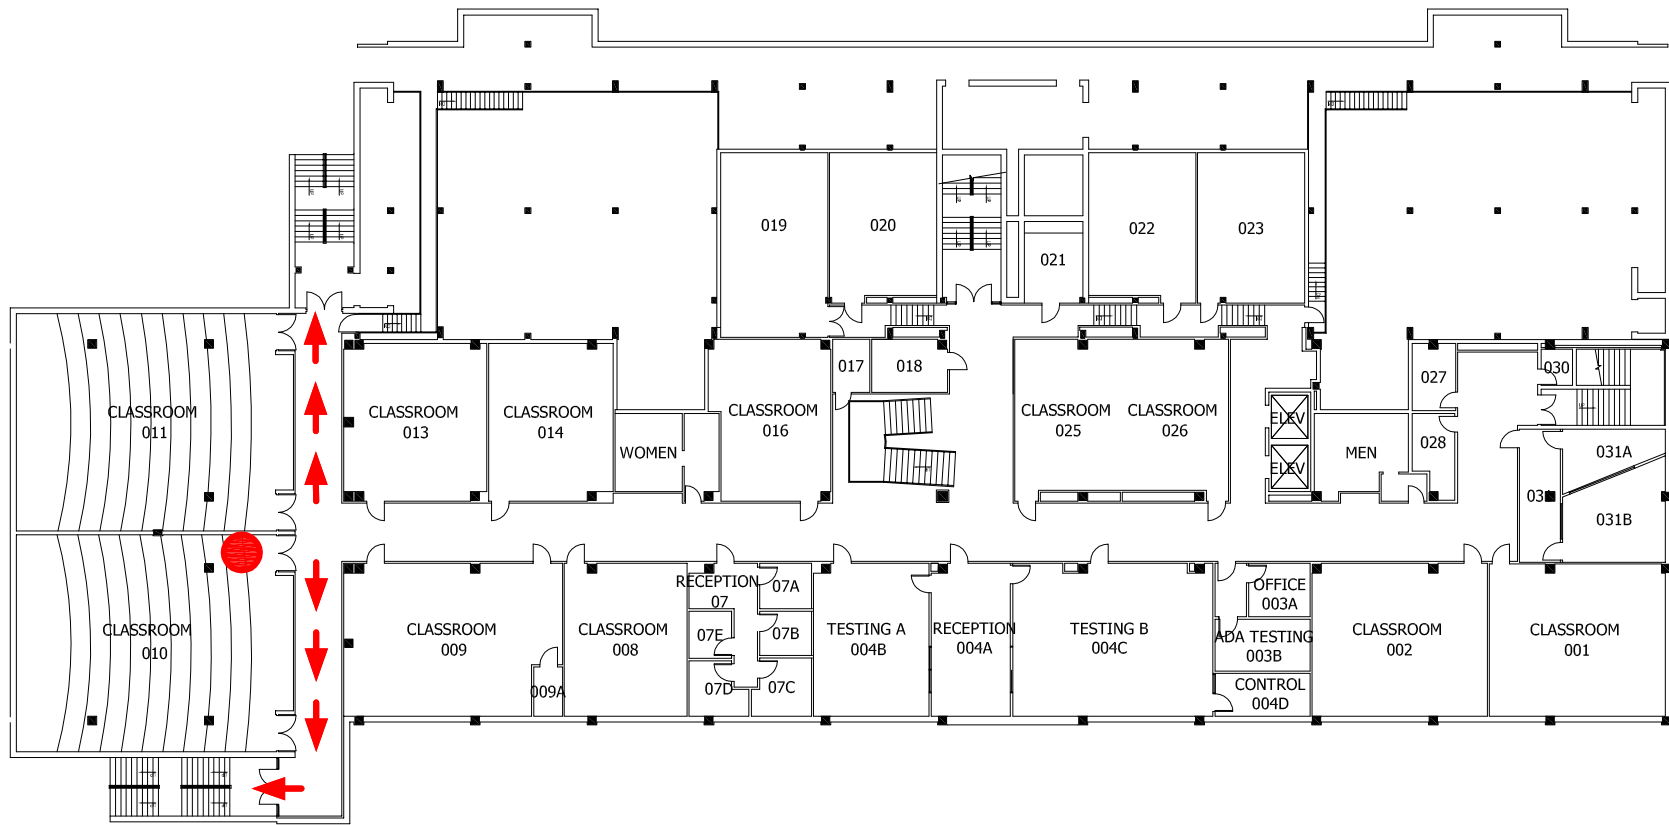 019
020
022
023
021
017
018
027
030
CLASSROOM
011
CLASSROOM
013
CLASSROOM
014
CLASSROOM
016
CLASSROOM
025
CLASSROOM
026
ELEV
ELEV
WOMEN
MEN
028
031A
031B
RECEPTION
07
07A
07B
07E
07D
07C
OFFICE
003A
CLASSROOM
010
CLASSROOM
009
009A
CLASSROOM
008
TESTING A
004B
RECEPTION
004A
TESTING B
004C
ADA TESTING
003B
CONTROL
004D
CLASSROOM
002
CLASSROOM
001